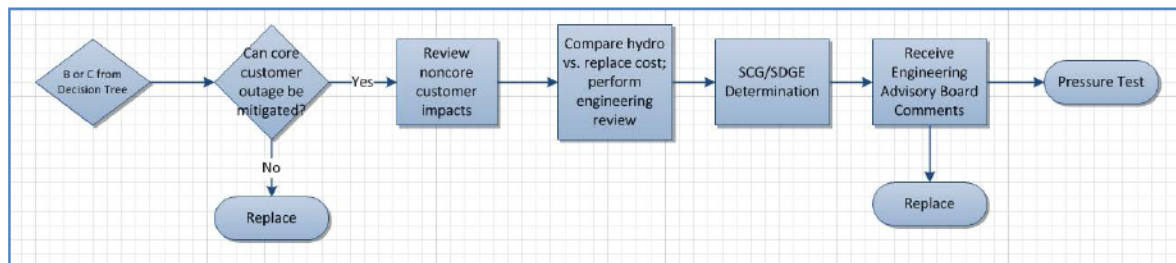 B or C from
Decision Tree
Can core
customer
outage be
mitigated?
Yes
No
Replace
Review
noncore
customer
impacts
Compare hydro
vs. replace cost;
perform
engineering
review
SCG/SDGE
Determination
Receive
Engineering
Advisory Board
Comments
Pressure Test
Replace